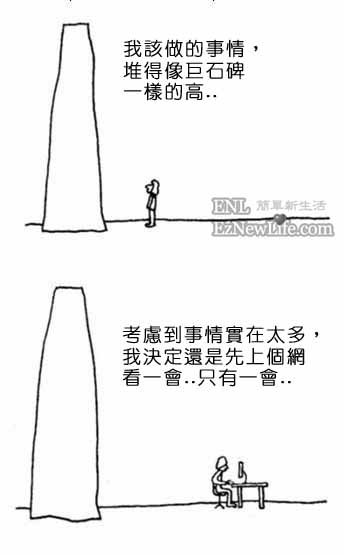 我該做的事情，
堆得像巨石碑
一樣的高..
ENL 簡單新生活
EzNewLife.com
考慮到事情實在太多，
我決定還是先上個網
看一會..只有一會..